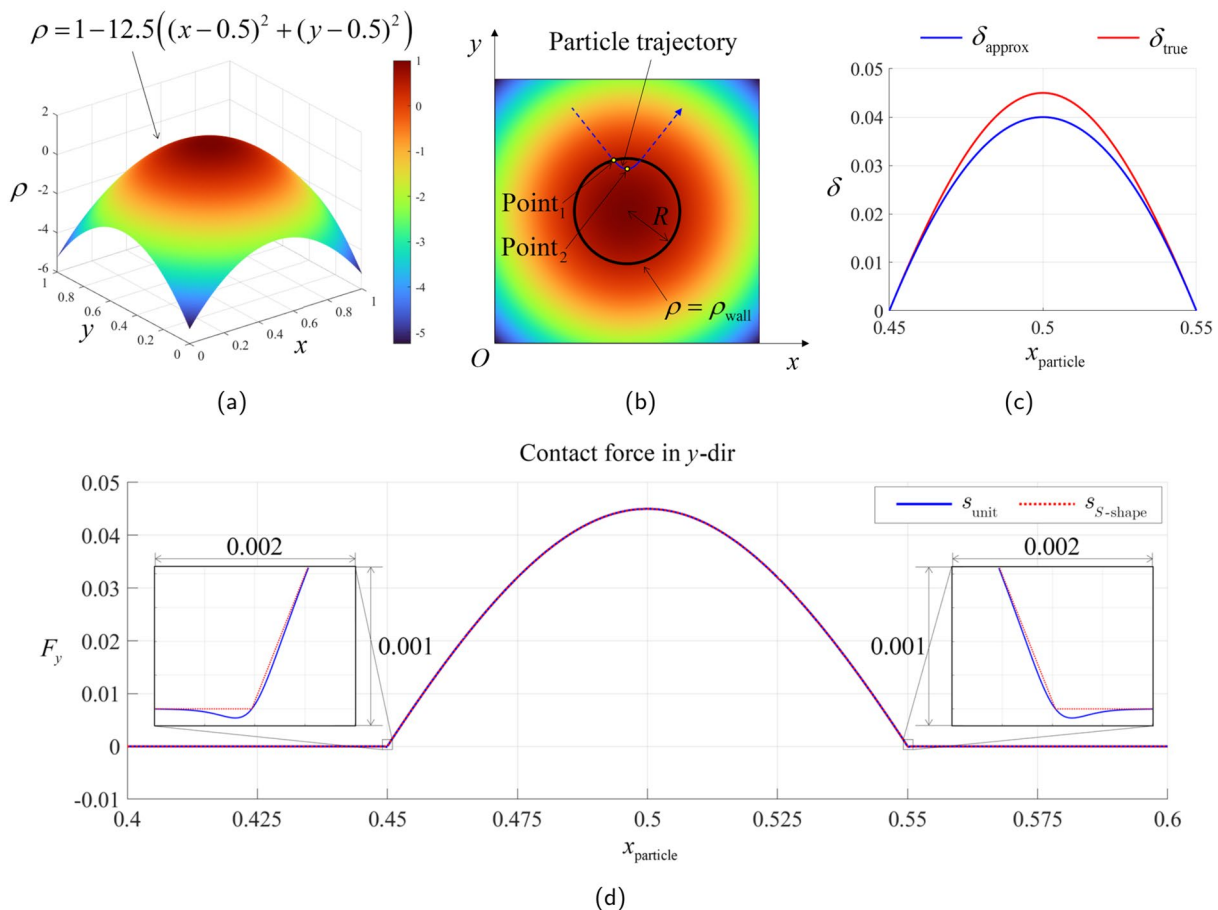 ρ = 1−12.5((x−0.5)² + (y−0.5)²)
2
0
-2
-4
-6
ρ
1
0.8
0.6
0.4
0.2
0
y
0
0.2
0.4
0.6
0.8
1
x
1
0
-1
-2
-3
-4
-5
(a)
y
Particle trajectory
Point₁
Point₂
R
ρ = ρ_wall
O
x
(b)
δ_approx
δ_true
0.05
0.04
0.03
0.02
0.01
0
δ
0.45
0.5
0.55
x_particle
(c)
Contact force in y-dir
s_unit
s_S-shape
0.05
0.04
0.03
0.02
0.01
0
-0.01
F_y
0.002
0.001
0.002
0.001
0.4
0.425
0.45
0.475
0.5
0.525
0.55
0.575
0.6
x_particle
(d)